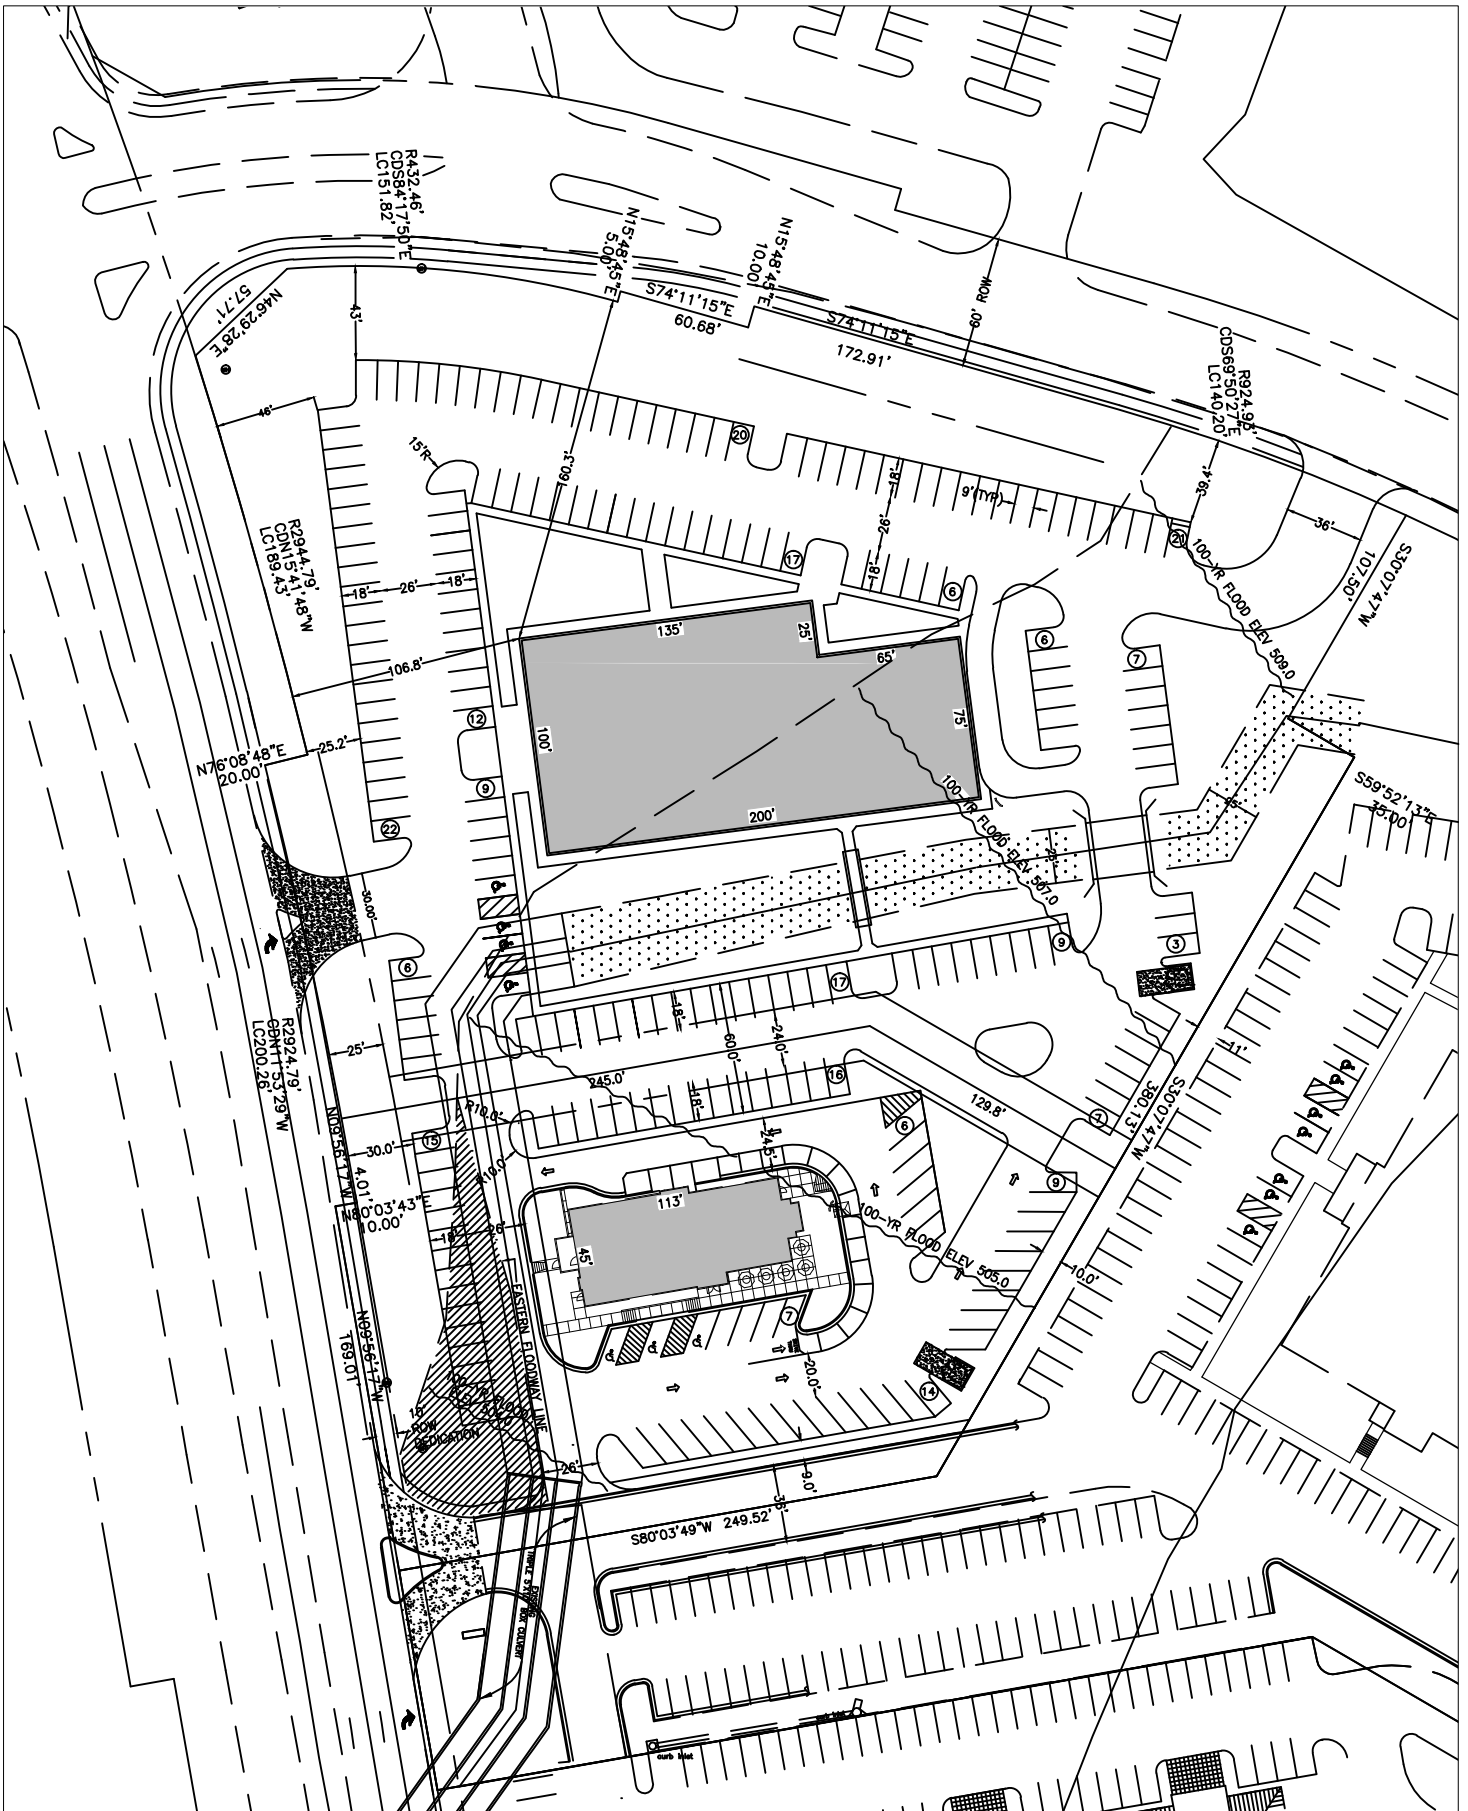 R432.46'
CDS84°17'50"E
LC151.82'
N15°48'45"E
5.00'
N15°48'45"E
10.00'
S74°11'15"E
60.68'
S74°11'15"E
172.91'
60' ROW
R924.93'
CDS69°50'27"E
LC140.20'
N46°29'28"E
57.71'
43'
46'
15'R
160.3'
20
18'
26'
18'
9'(TYP)
39.4'
36'
21
17
6
100-YR FLOOD ELEV 509.0
S30°07'47"W
107.50'
R2944.79'
CDN15°41'48"W
LC189.43'
18'
26'
18'
106.8'
135'
25'
65'
75'
100'
200'
6
7
12
9
22
N76°08'48"E
20.00'
25.2'
100-YR FLOOD ELEV 507.0
S59°52'13"E
35.00'
30.00'
6
9
3
17
18'
60.0'
24.0'
16
18'
245.0'
R10.0'
R10.0'
R2924.79'
CDN11°53'29"W
LC200.26'
25'
N09°56'17"W
4.01'
30.0'
15
N80°03'43"E
10.00'
18'
26'
24.5'
113'
45'
6
129.8'
7
9
11'
S30°07'47"W
380.13'
10.0'
100-YR FLOOD ELEV 505.0
7
20.0'
14
EASTERN FLOODWAY LINE
N09°56'17"W
169.01'
10'
ROW
DEDICATION
26'
9.0'
36'
S80°03'49"W 249.52'
EXISTING
BOX CULVERT
curb inlet